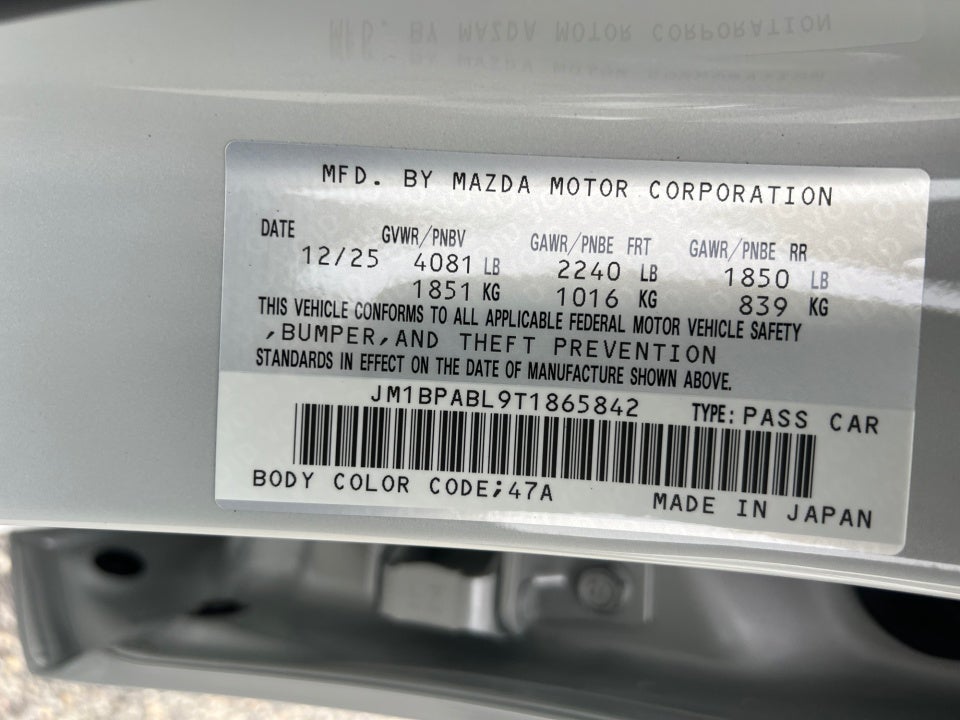 MFD. BY MAZDA MOTOR CORPORATION
DATE GVWR/PNBV GAWR/PNBE FRT GAWR/PNBE RR
12/25 4081 LB 2240 LB 1850 LB
1851 KG 1016 KG 839 KG
THIS VEHICLE CONFORMS TO ALL APPLICABLE FEDERAL MOTOR VEHICLE SAFETY
,BUMPER,AND THEFT PREVENTION
STANDARDS IN EFFECT ON THE DATE OF MANUFACTURE SHOWN ABOVE.
JM1BPABL9T1865842 TYPE: PASS CAR
BODY COLOR CODE;47A
MADE IN JAPAN